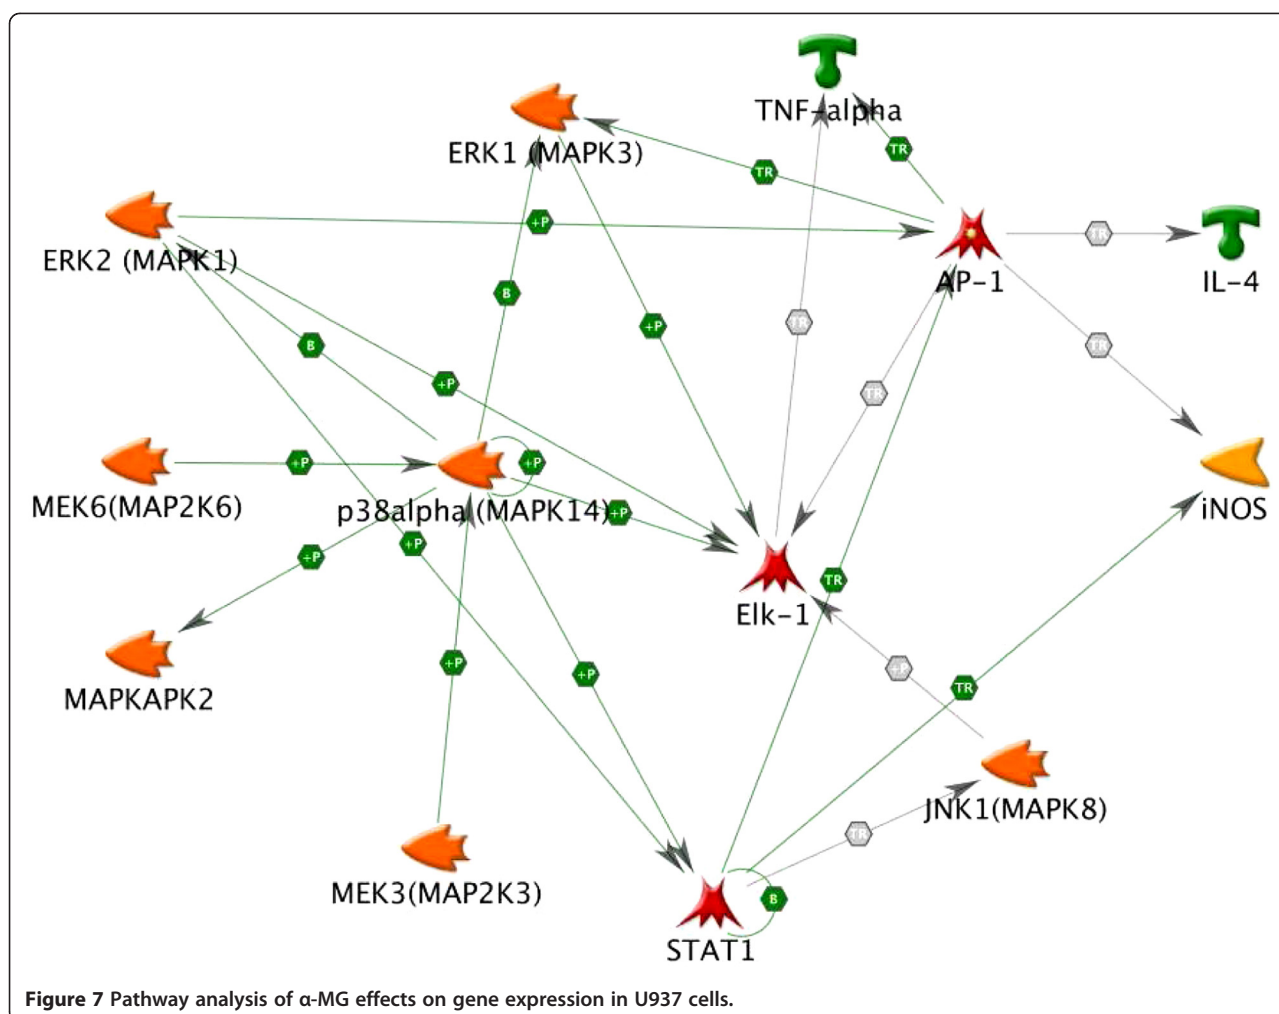 TNF-alpha
ERK1 (MAPK3)
TR
TR
+P
TR
ERK2 (MAPK1)
AP-1
IL-4
B
TR
+P
TR
B
+P
TR
+P
+P
MEK6(MAP2K6)
p38alpha (MAPK14)
+P
iNOS
+P
+P
TR
Elk-1
+P
+P
+P
TR
MAPKAPK2
JNK1(MAPK8)
TR
MEK3(MAP2K3)
B
STAT1
Figure 7 Pathway analysis of α-MG effects on gene expression in U937 cells.